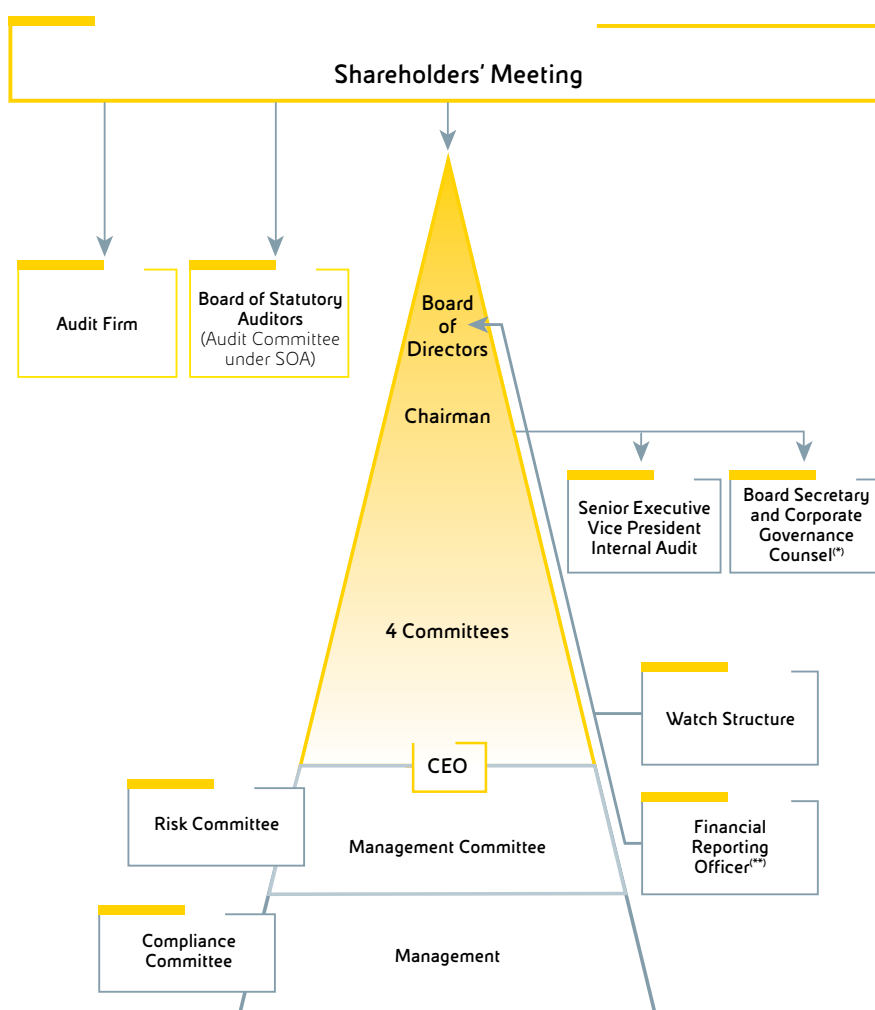 Shareholders' Meeting
Audit Firm
Board of Statutory
Auditors
(Audit Committee
under SOA)
Board
of
Directors
Chairman
Senior Executive
Vice President
Internal Audit
Board Secretary
and Corporate
Governance
Counsel(*)
4 Committees
Watch Structure
CEO
Risk Committee
Management Committee
Financial
Reporting
Officer(**)
Compliance
Committee
Management